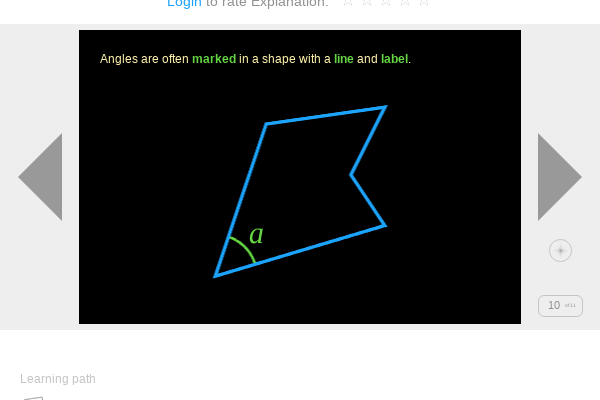 Login to rate Explanation:
Angles are often marked in a shape with a line and label.
a
10 of 11
Learning path